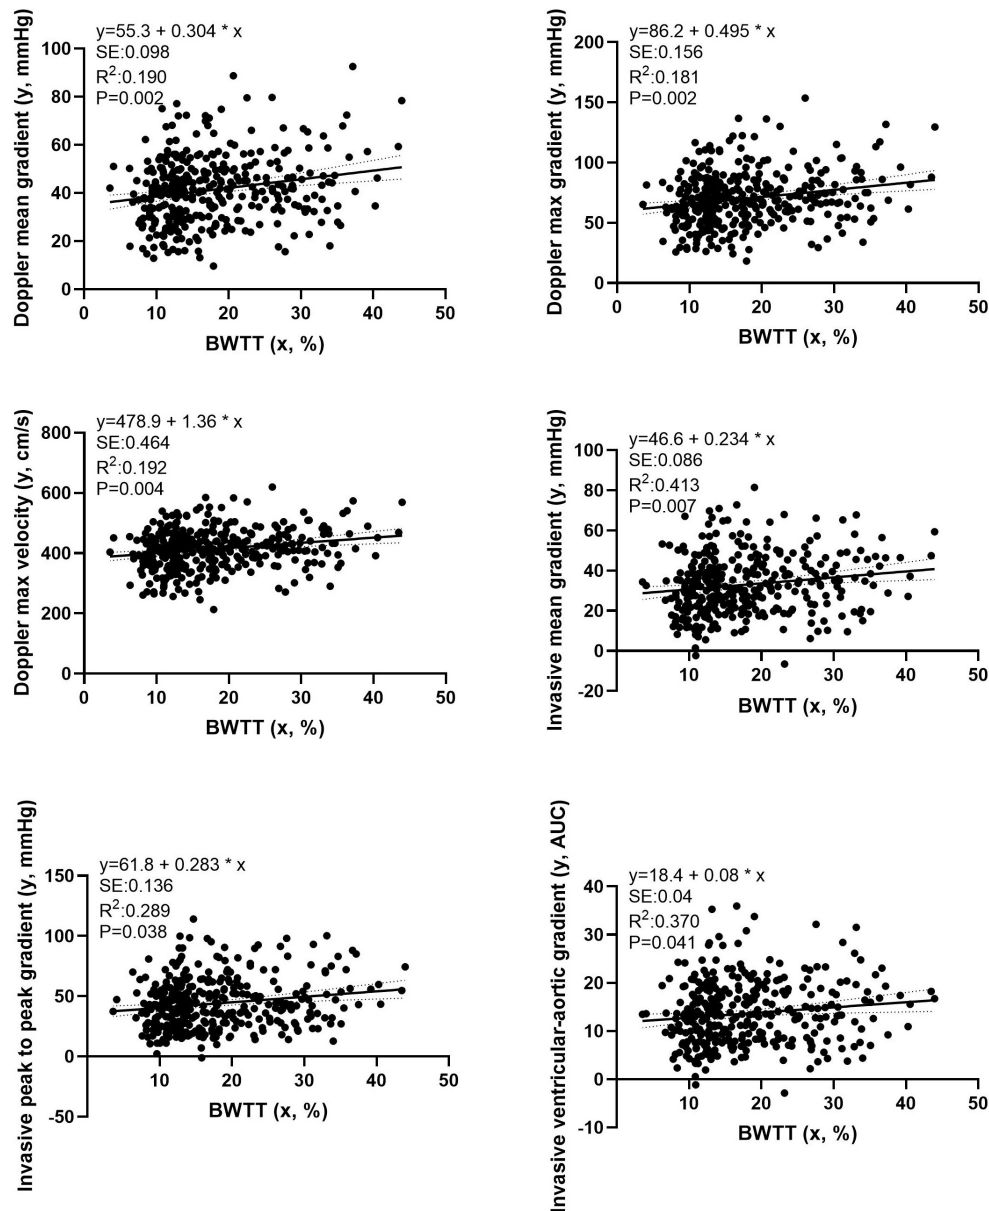 y=55.3 + 0.304 * x
SE:0.098
R²:0.190
P=0.002
Doppler mean gradient (y, mmHg)
100
80
60
40
20
0
0 10 20 30 40 50
BWTT (x, %)
y=86.2 + 0.495 * x
SE:0.156
R²:0.181
P=0.002
Doppler max gradient (y, mmHg)
200
150
100
50
0
0 10 20 30 40 50
BWTT (x, %)
y=478.9 + 1.36 * x
SE:0.464
R²:0.192
P=0.004
Doppler max velocity (y, cm/s)
800
600
400
200
0
0 10 20 30 40 50
BWTT (x, %)
y=46.6 + 0.234 * x
SE:0.086
R²:0.413
P=0.007
Invasive mean gradient (y, mmHg)
100
80
60
40
20
0
-20
10 20 30 40 50
BWTT (x, %)
y=61.8 + 0.283 * x
SE:0.136
R²:0.289
P=0.038
Invasive peak to peak gradient (y, mmHg)
150
100
50
0
-50
10 20 30 40 50
BWTT (x, %)
y=18.4 + 0.08 * x
SE:0.04
R²:0.370
P=0.041
Invasive ventricular-aortic gradient (y, AUC)
40
30
20
10
0
-10
10 20 30 40 50
BWTT (x, %)